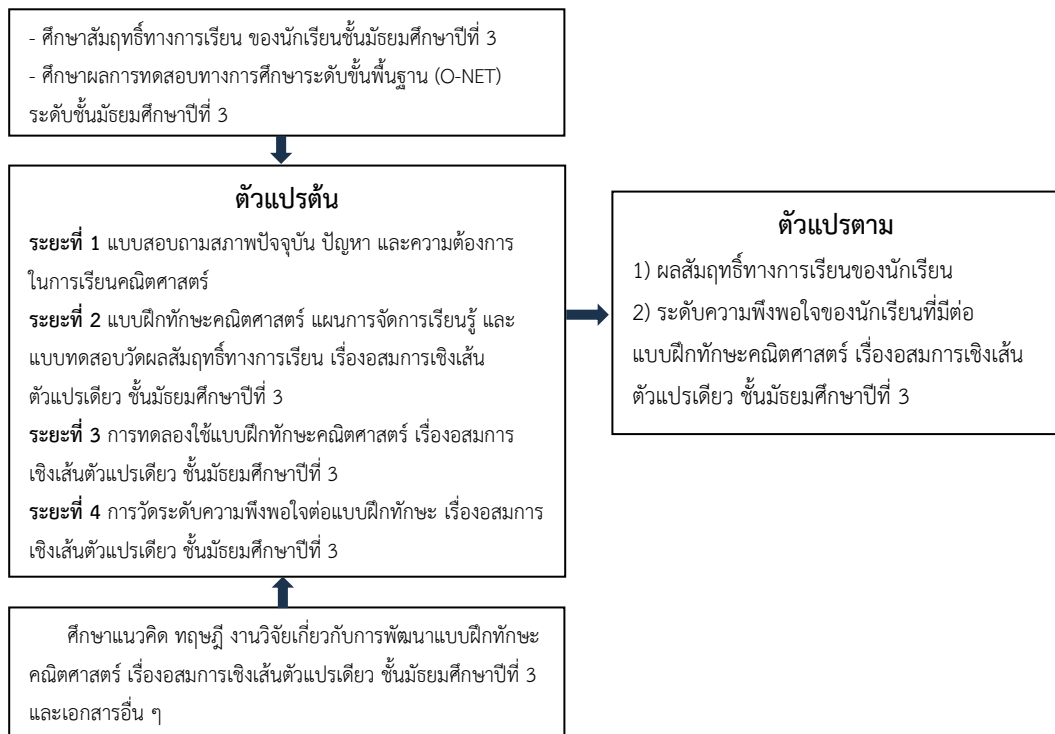 - ศึกษาสัมฤทธิ์ทางการเรียน ของนักเรียนชั้นมัธยมศึกษาปีที่ 3
- ศึกษาผลการทดสอบทางการศึกษาระดับขั้นพื้นฐาน (O-NET)
ระดับชั้นมัธยมศึกษาปีที่ 3
ตัวแปรต้น
ระยะที่ 1 แบบสอบถามสภาพปัจจุบัน ปัญหา และความต้องการ
ในการเรียนคณิตศาสตร์
ระยะที่ 2 แบบฝึกทักษะคณิตศาสตร์ แผนการจัดการเรียนรู้ และ
แบบทดสอบวัดผลสัมฤทธิ์ทางการเรียน เรื่องอสมการเชิงเส้น
ตัวแปรเดียว ชั้นมัธยมศึกษาปีที่ 3
ระยะที่ 3 การทดลองใช้แบบฝึกทักษะคณิตศาสตร์ เรื่องอสมการ
เชิงเส้นตัวแปรเดียว ชั้นมัธยมศึกษาปีที่ 3
ระยะที่ 4 การวัดระดับความพึงพอใจต่อแบบฝึกทักษะ เรื่องอสมการ
เชิงเส้นตัวแปรเดียว ชั้นมัธยมศึกษาปีที่ 3
ตัวแปรตาม
1) ผลสัมฤทธิ์ทางการเรียนของนักเรียน
2) ระดับความพึงพอใจของนักเรียนที่มีต่อ
แบบฝึกทักษะคณิตศาสตร์ เรื่องอสมการเชิงเส้น
ตัวแปรเดียว ชั้นมัธยมศึกษาปีที่ 3
ศึกษาแนวคิด ทฤษฎี งานวิจัยเกี่ยวกับการพัฒนาแบบฝึกทักษะ
คณิตศาสตร์ เรื่องอสมการเชิงเส้นตัวแปรเดียว ชั้นมัธยมศึกษาปีที่ 3
และเอกสารอื่น ๆ